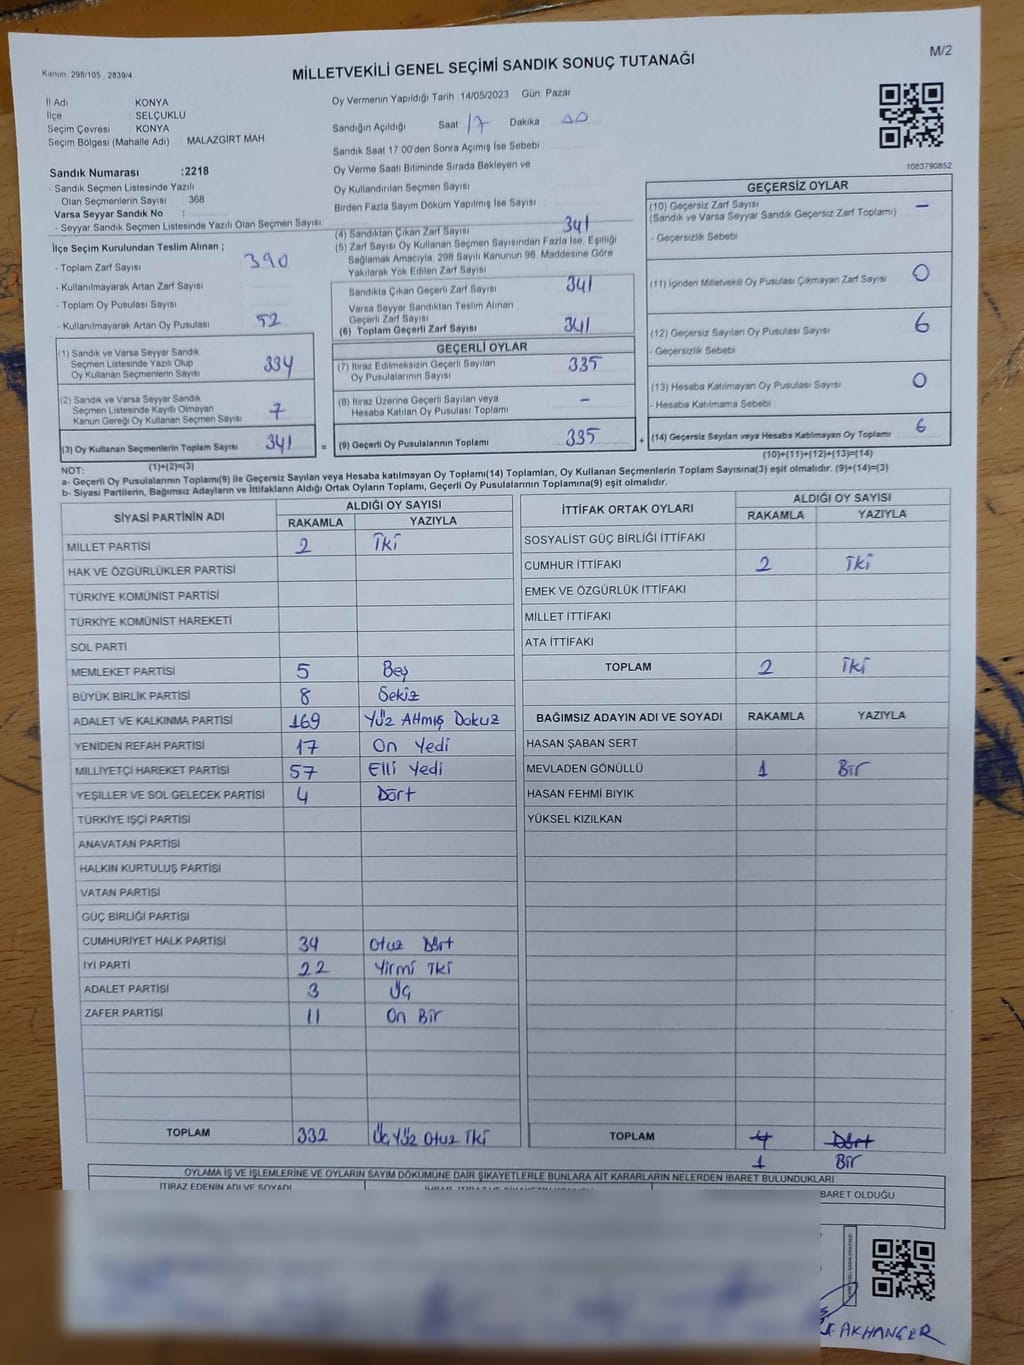 M/2
Kanun, 298/105 , 2839/4
MİLLETVEKİLİ GENEL SEÇİMİ SANDIK SONUÇ TUTANAĞI
İl Adı : KONYA
İlçe : SELÇUKLU
Seçim Çevresi : KONYA
Seçim Bölgesi (Mahalle Adı) : MALAZGİRT MAH
Sandık Numarası :2218
- Sandık Seçmen Listesinde Yazılı
Olan Seçmenlerin Sayısı : 368
Varsa Seyyar Sandık No :
- Seyyar Sandık Seçmen Listesinde Yazılı Olan Seçmen Sayısı:
İlçe Seçim Kurulundan Teslim Alınan ;
- Toplam Zarf Sayısı : 390
- Kullanılmayarak Artan Zarf Sayısı :
- Toplam Oy Pusulası Sayısı :
- Kullanılmayarak Artan Oy Pusulası 52
(1) Sandık ve Varsa Seyyar Sandık
Seçmen Listesinde Yazılı Olup
Oy Kullanan Seçmenlerin Sayısı 334
(2) Sandık ve Varsa Seyyar Sandık
Seçmen Listesinde Kayıtlı Olmayan
Kanun Gereği Oy Kullanan Seçmen Sayısı 7
(3) Oy Kullanan Seçmenlerin Toplam Sayısı 341 =
(1)+(2)=(3)
Oy Vermenin Yapıldığı Tarih : 14/05/2023 Gün : Pazar
Sandığın Açıldığı Saat 17 Dakika
Sandık Saat 17.00'den Sonra Açımış İse Sebebi :
Oy Verme Saati Bitiminde Sırada Bekleyen ve
Oy Kullandırılan Seçmen Sayısı :
Birden Fazla Sayım Döküm Yapılmış İse Sayısı :
(4) Sandıktan Çıkan Zarf Sayısı 341
(5) Zarf Sayısı Oy Kullanan Seçmen Sayısından Fazla İse, Eşitliği
Sağlamak Amacıyla, 298 Sayılı Kanunun 98. Maddesine Göre
Yakılarak Yok Edilen Zarf Sayısı
Sandıkta Çıkan Geçerli Zarf Sayısı 341
Varsa Seyyar Sandıktan Teslim Alınan
Geçerli Zarf Sayısı
(6) Toplam Geçerli Zarf Sayısı 341
GEÇERLİ OYLAR
(7) İtiraz Edilmeksizin Geçerli Sayılan
Oy Pusulalarının Sayısı 335
(8) İtiraz Üzerine Geçerli Sayılan veya
Hesaba Katılan Oy Pusulası Toplamı -
(9) Geçerli Oy Pusulalarının Toplamı 335 +
1083790852
GEÇERSİZ OYLAR
(10) Geçersiz Zarf Sayısı -
(Sandık ve Varsa Seyyar Sandık Geçersiz Zarf Toplamı)
- Geçersizlik Sebebi
(11) İçinden Milletvekili Oy Pusulası Çıkmayan Zarf Sayısı 0
(12) Geçersiz Sayılan Oy Pusulası Sayısı 6
- Geçersizlik Sebebi
(13) Hesaba Katılmayan Oy Pusulası Sayısı 0
- Hesaba Katılmama Sebebi
(14) Geçersiz Sayılan veya Hesaba Katılmayan Oy Toplamı 6
(10)+(11)+(12)+(13)=(14)
NOT:
a- Geçerli Oy Pusulalarının Toplamı(9) ile Geçersiz Sayılan veya Hesaba katılmayan Oy Toplamı(14) Toplamları, Oy Kullanan Seçmenlerin Toplam Sayısına(3) eşit olmalıdır. (9)+(14)=(3)
b- Siyasi Partilerin, Bağımsız Adayların ve İttifakların Aldığı Ortak Oyların Toplamı, Geçerli Oy Pusulalarının Toplamına(9) eşit olmalıdır.
SİYASİ PARTİNİN ADI ALDIĞI OY SAYISI
RAKAMLA YAZIYLA
MİLLET PARTİSİ 2 İki
HAK VE ÖZGÜRLÜKLER PARTİSİ
TÜRKİYE KOMÜNİST PARTİSİ
TÜRKİYE KOMÜNİST HAREKETİ
SOL PARTİ
MEMLEKET PARTİSİ 5 Beş
BÜYÜK BİRLİK PARTİSİ 8 Sekiz
ADALET VE KALKINMA PARTİSİ 169 Yüz Altmış Dokuz
YENİDEN REFAH PARTİSİ 17 On Yedi
MİLLİYETÇİ HAREKET PARTİSİ 57 Elli Yedi
YEŞİLLER VE SOL GELECEK PARTİSİ 4 Dört
TÜRKİYE İŞÇİ PARTİSİ
ANAVATAN PARTİSİ
HALKIN KURTULUŞ PARTİSİ
VATAN PARTİSİ
GÜÇ BİRLİĞİ PARTİSİ
CUMHURİYET HALK PARTİSİ 34 Otuz Dört
İYİ PARTİ 22 Yirmi İki
ADALET PARTİSİ 3 Üç
ZAFER PARTİSİ 11 On Bir
TOPLAM 332 Üç Yüz Otuz İki
İTTİFAK ORTAK OYLARI ALDIĞI OY SAYISI
RAKAMLA YAZIYLA
SOSYALİST GÜÇ BİRLİĞİ İTTİFAKI
CUMHUR İTTİFAKI 2 İki
EMEK VE ÖZGÜRLÜK İTTİFAKI
MİLLET İTTİFAKI
ATA İTTİFAKI
TOPLAM 2 İki
BAĞIMSIZ ADAYIN ADI VE SOYADI RAKAMLA YAZIYLA
HASAN ŞABAN SERT
MEVLADEN GÖNÜLLÜ 1 Bir
HASAN FEHMİ BIYIK
YÜKSEL KIZILKAN
TOPLAM 4 Dört
1 Bir
OYLAMA İŞ VE İŞLEMLERİNE VE OYLARIN SAYIM DÖKÜMÜNE DAİR ŞİKAYETLERLE BUNLARA AİT KARARLARIN NELERDEN İBARET BULUNDUKLARI
İTİRAZ EDENİN ADI VE SOYADI
BARET OLDUĞU
AKHANÇER